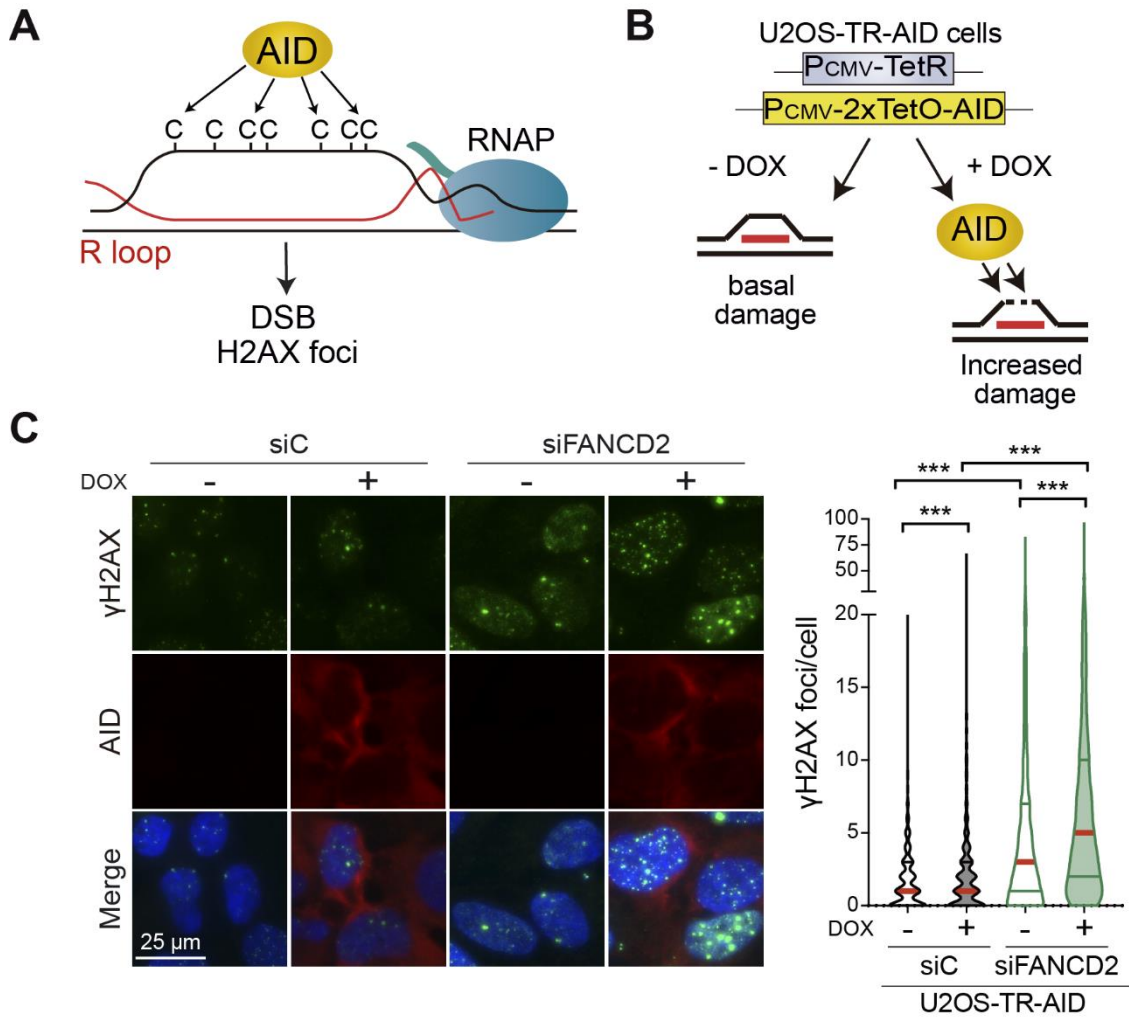 A
AID
C C CC C CC
RNAP
R loop
DSB
H2AX foci
B
U2OS-TR-AID cells
PCMV-TetR
PCMV-2xTetO-AID
- DOX
+ DOX
AID
basal
damage
Increased
damage
C
siC
siFANCD2
DOX
-
+
-
+
γH2AX
AID
Merge
25 µm
***
***
***
***
100
75
50
20
15
10
5
0
γH2AX foci/cell
DOX
-
+
-
+
siC
siFANCD2
U2OS-TR-AID